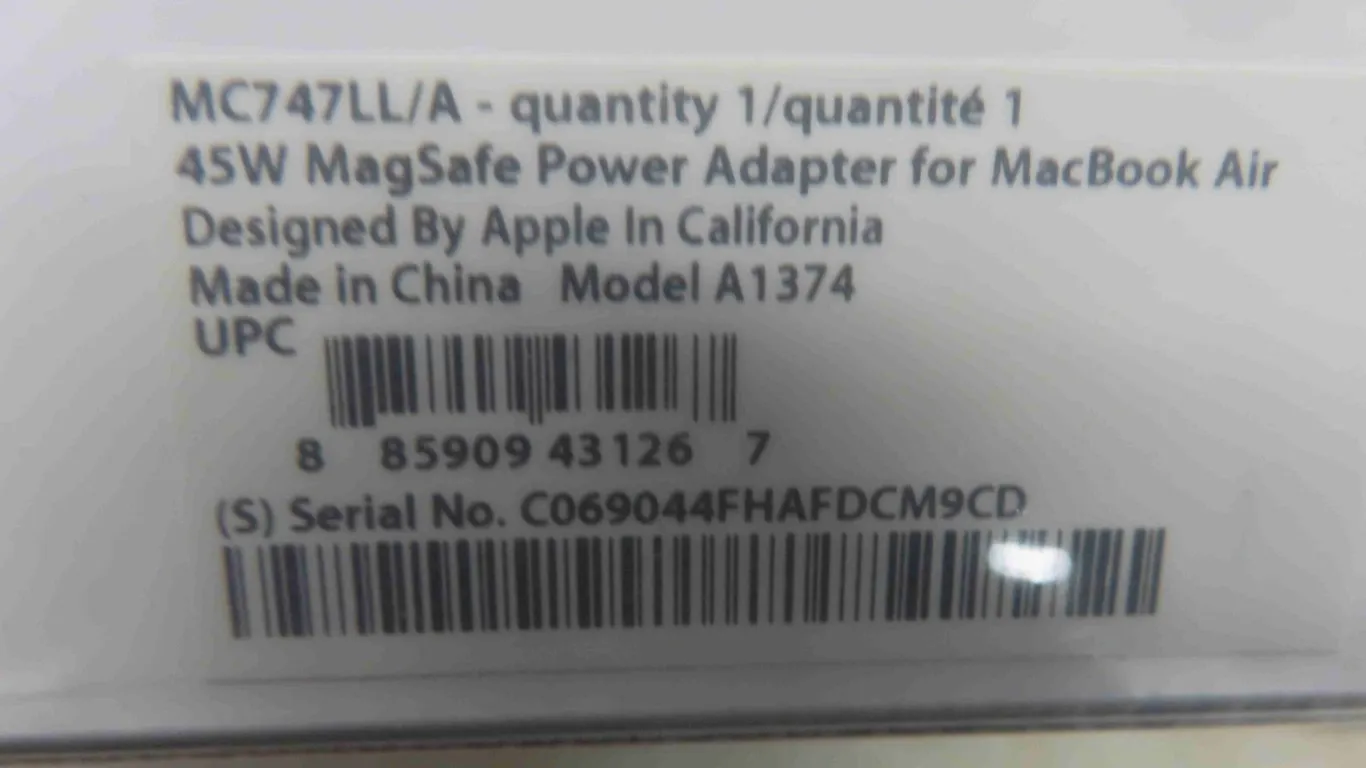 MC747LL/A - quantity 1/quantité 1
45W MagSafe Power Adapter for MacBook Air
Designed By Apple In California
Made in China Model A1374
UPC
8 85909 43126 7
(S) Serial No. C069044FHAFDCM9CD